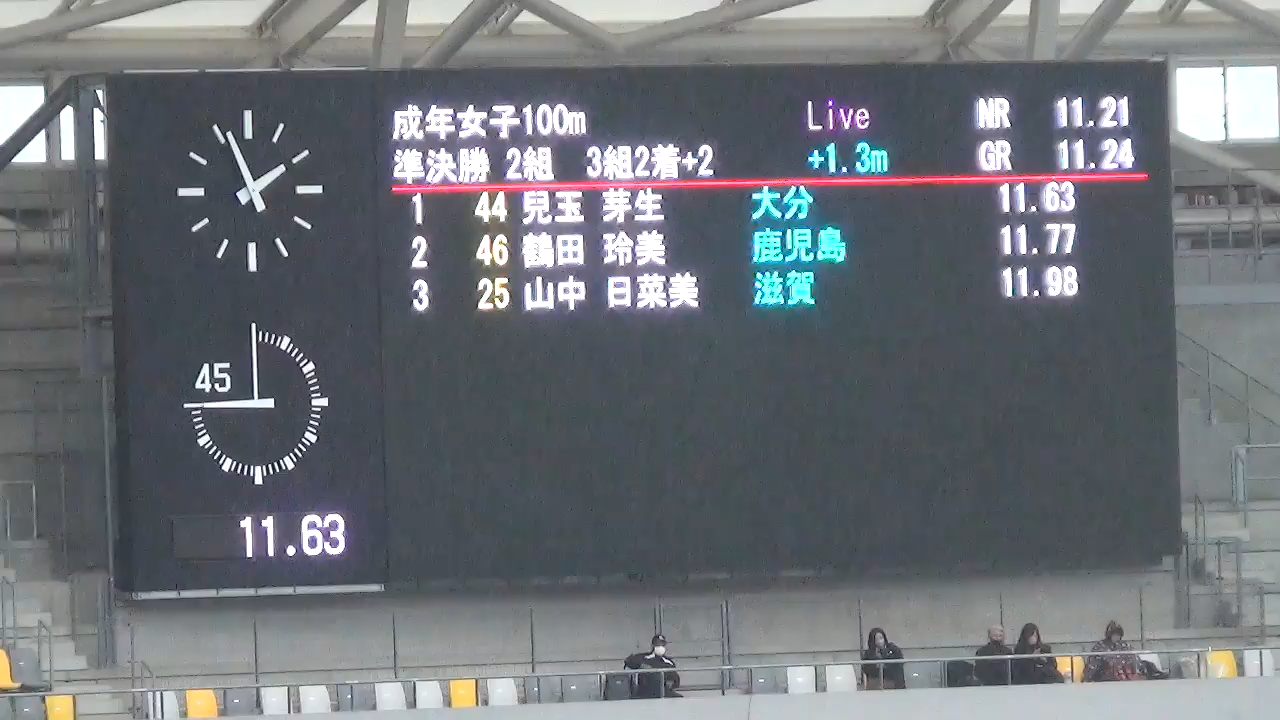 成年女子100m Live NR 11.21
準決勝 2組 3組2着+2 +1.3m GR 11.24
1 44 兒玉 芽生 大分 11.63
2 46 鶴田 玲美 鹿児島 11.77
3 25 山中 日菜美 滋賀 11.98
45
11.63